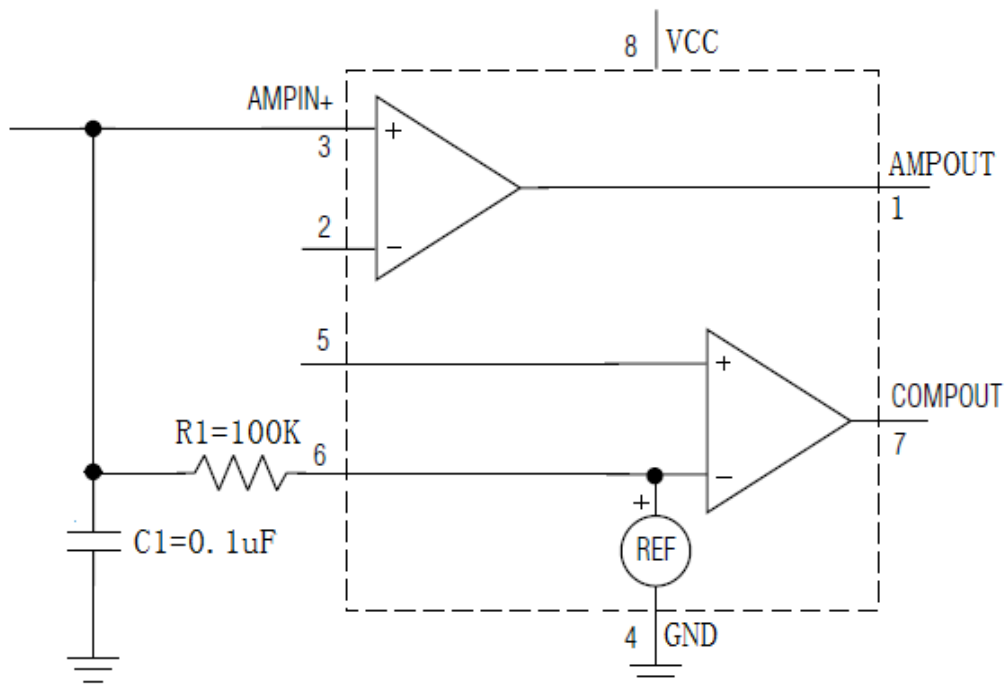 8 VCC
AMPIN+
3
+
AMPOUT
1
2
−
5
+
COMPOUT
7
R1=100K
6
−
+
REF
C1=0.1uF
4 GND